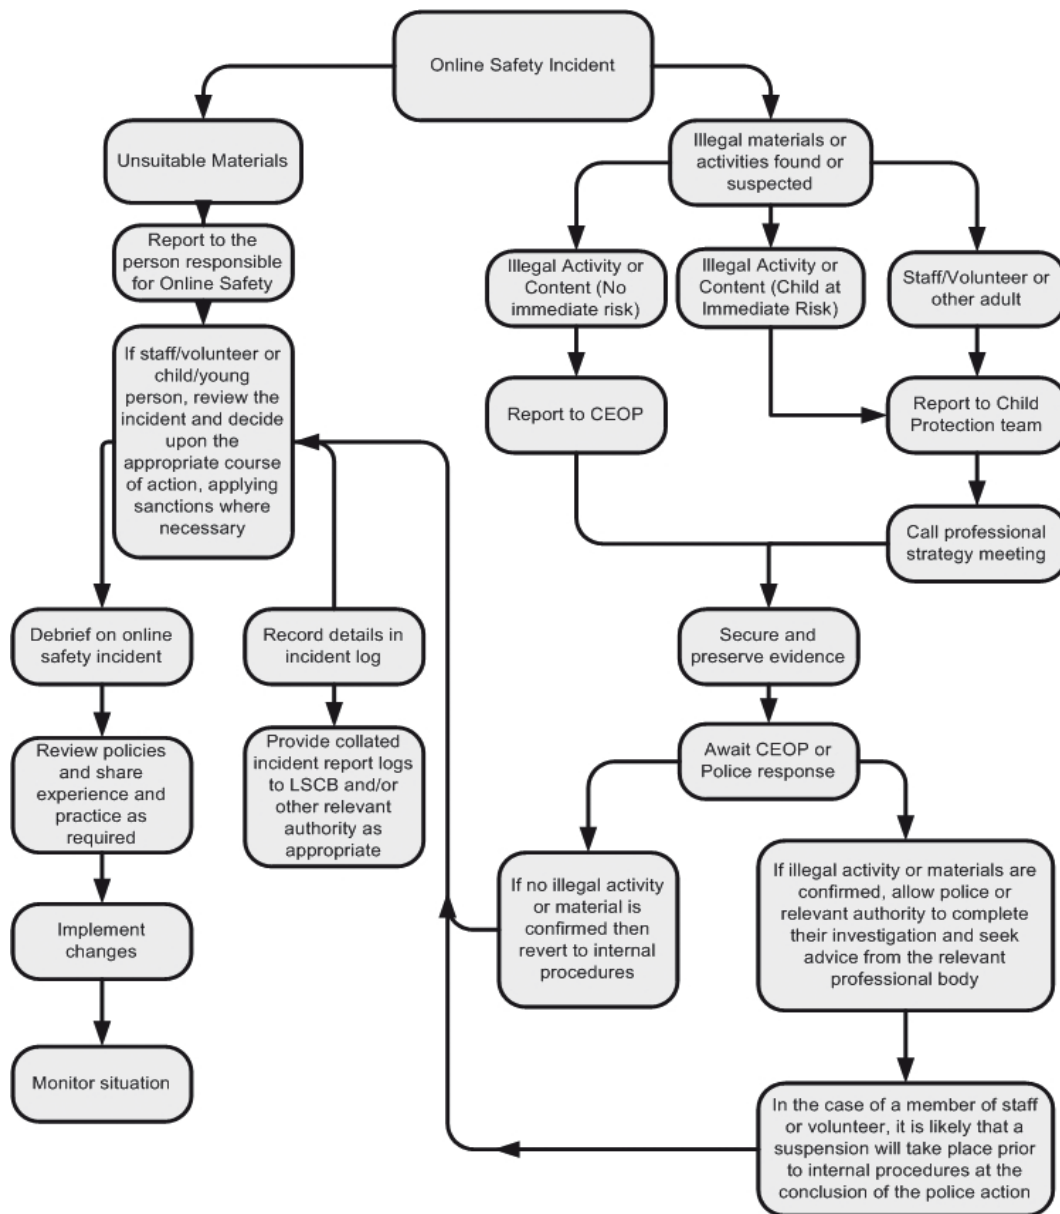 Online Safety Incident
Unsuitable Materials
Report to the
person responsible
for Online Safety
If staff/volunteer or
child/young
person, review the
incident and decide
upon the
appropriate course
of action, applying
sanctions where
necessary
Debrief on online
safety incident
Review policies
and share
experience and
practice as
required
Implement
changes
Monitor situation
Record details in
incident log
Provide collated
incident report logs
to LSCB and/or
other relevant
authority as
appropriate
Illegal materials or
activities found or
suspected
Illegal Activity or
Content (No
immediate risk)
Illegal Activity or
Content (Child at
Immediate Risk)
Staff/Volunteer or
other adult
Report to CEOP
Report to Child
Protection team
Call professional
strategy meeting
Secure and
preserve evidence
Await CEOP or
Police response
If no illegal activity
or material is
confirmed then
revert to internal
procedures
If illegal activity or materials are
confirmed, allow police or
relevant authority to complete
their investigation and seek
advice from the relevant
professional body
In the case of a member of staff
or volunteer, it is likely that a
suspension will take place prior
to internal procedures at the
conclusion of the police action